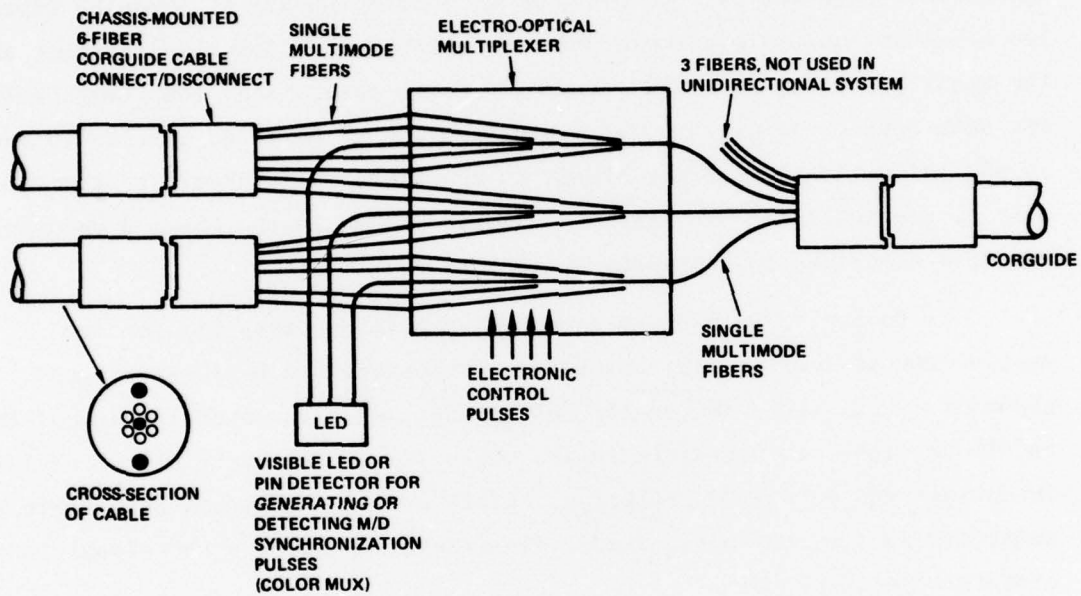 CHASSIS-MOUNTED
6-FIBER
CORGUIDE CABLE
CONNECT/DISCONNECT
SINGLE
MULTIMODE
FIBERS
ELECTRO-OPTICAL
MULTIPLEXER
3 FIBERS, NOT USED IN
UNIDIRECTIONAL SYSTEM
CORGUIDE
SINGLE
MULTIMODE
FIBERS
ELECTRONIC
CONTROL
PULSES
LED
VISIBLE LED OR
PIN DETECTOR FOR
GENERATING OR
DETECTING M/D
SYNCHRONIZATION
PULSES
(COLOR MUX)
CROSS-SECTION
OF CABLE